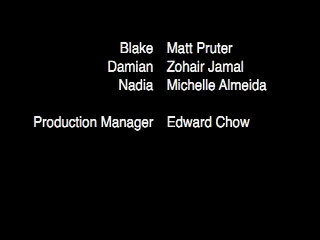 Blake Matt Pruter
Damian Zohair Jamal
Nadia Michelle Almeida
Production Manager Edward Chow